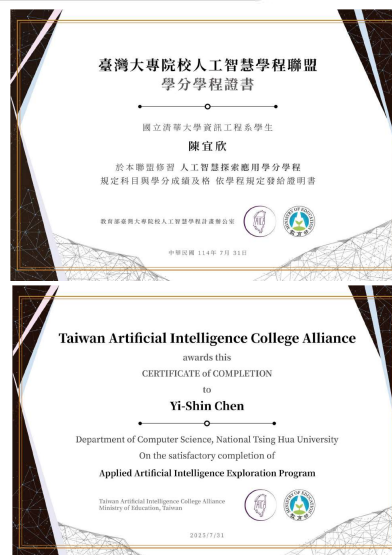 臺灣大專院校人工智慧學程聯盟
學分學程證書
國立清華大學資訊工程系學生
陳宜欣
於本聯盟修習 人工智慧探索應用學分學程
規定科目與學分成績及格 依學程規定發給證明書
教育部臺灣大專院校人工智慧學程計畫辦公室
中華民國 114年 7月 31日
Taiwan Artificial Intelligence College Alliance
awards this
CERTIFICATE of COMPLETION
to
Yi-Shin Chen
Department of Computer Science, National Tsing Hua University
On the satisfactory completion of
Applied Artificial Intelligence Exploration Program
Taiwan Artificial Intelligence College Alliance
Ministry of Education, Taiwan
MINISTRY OF EDUCATION
教育部
2025/7/31